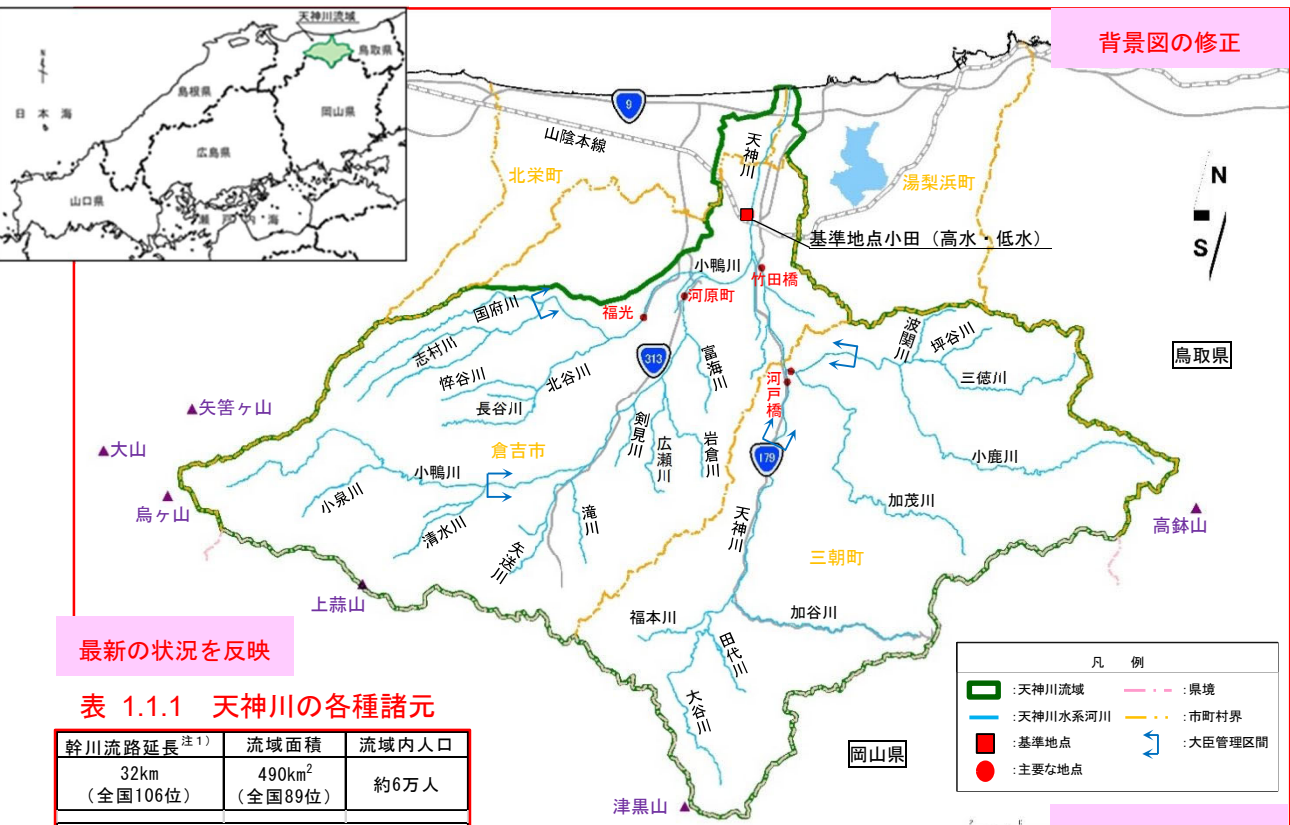 天神川流域
鳥取県
島根県
岡山県
日本海
広島県
山口県
瀬戸内海
N
背景図の修正
9
山陰本線
天神川
北栄町
湯梨浜町
N
S
基準地点小田（高水・低水）
小鴨川
竹田橋
河原町
福光
国府川
志村川
波関川
坪谷川
鳥取県
313
富海川
三徳川
倅谷川
北谷川
河戸橋
長谷川
矢筈ヶ山
剣見川
広瀬川
岩倉川
大山
倉吉市
179
小鹿川
小鴨川
烏ヶ山
小泉川
清水川
矢送川
滝川
天神川
加茂川
高鉢山
三朝町
上蒜山
福本川
加谷川
田代川
大谷川
岡山県
津黒山
最新の状況を反映
表 1.1.1 天神川の各種諸元
幹川流路延長注1） 流域面積 流域内人口
32km 490km2 約6万人
（全国106位） （全国89位）
凡 例
:天神川流域 :県境
:天神川水系河川 :市町村界
:基準地点 :大臣管理区間
:主要な地点